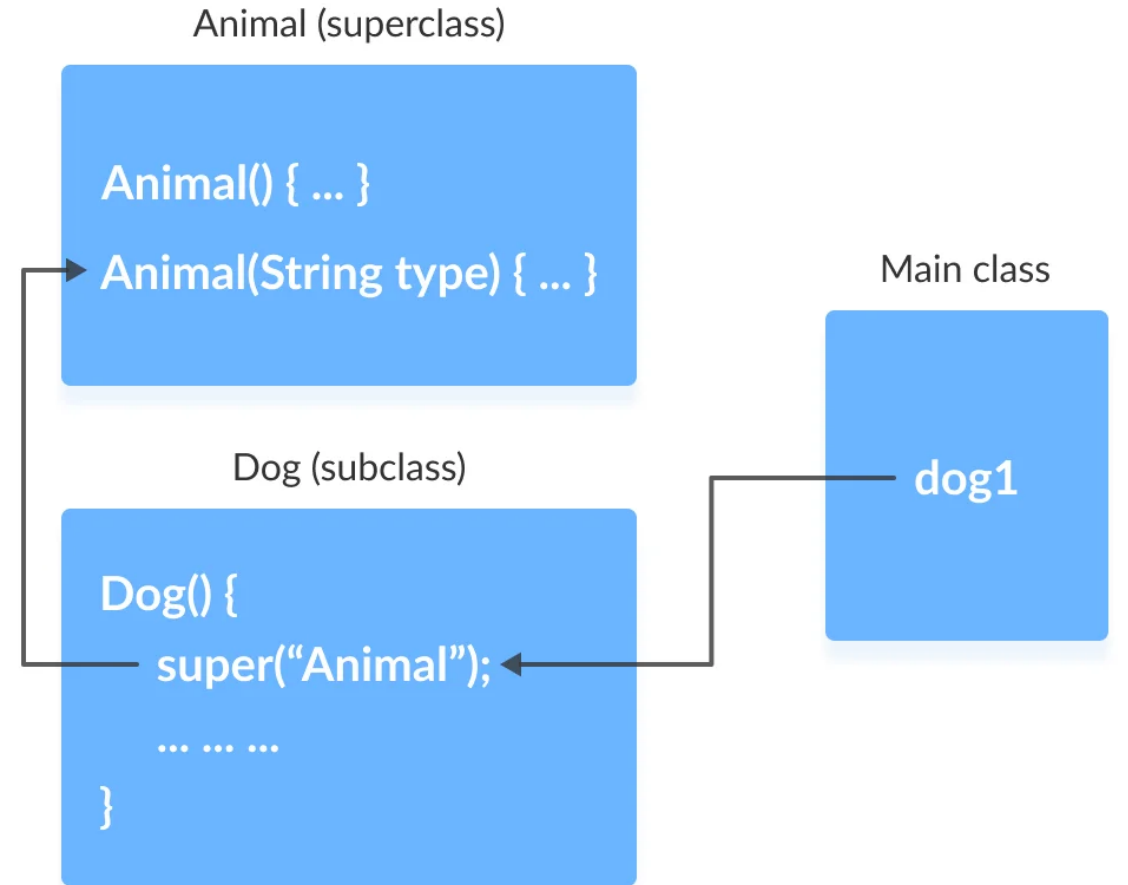 Animal (superclass)
Animal() { ... }
Animal(String type) { ... }
Main class
dog1
Dog (subclass)
Dog() {
super(“Animal”);
... ... ...
}